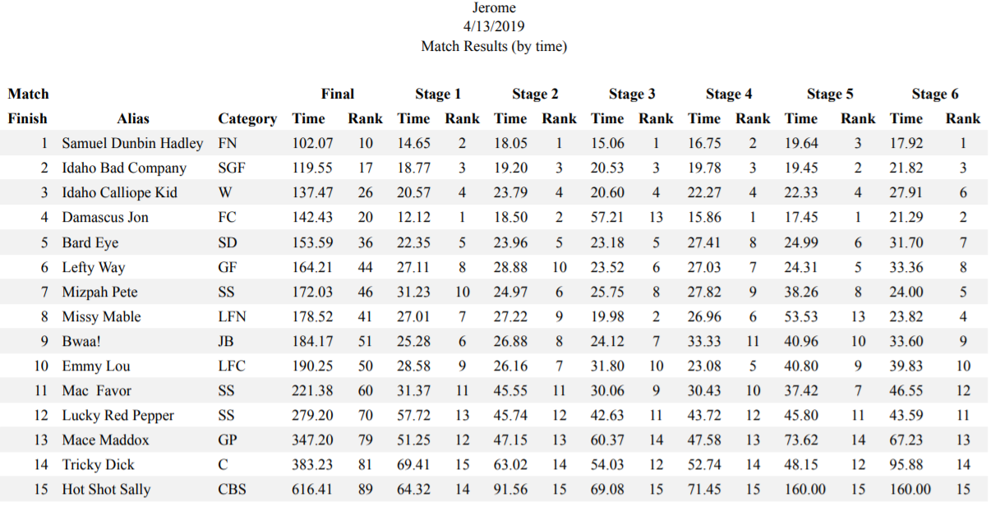 Jerome
4/13/2019
Match Results (by time)
Match Final Stage 1 Stage 2 Stage 3 Stage 4 Stage 5 Stage 6
Finish Alias Category Time Rank Time Rank Time Rank Time Rank Time Rank Time Rank Time Rank
1 Samuel Dunbin Hadley FN 102.07 10 14.65 2 18.05 1 15.06 1 16.75 2 19.64 3 17.92 1
2 Idaho Bad Company SGF 119.55 17 18.77 3 19.20 3 20.53 3 19.78 3 19.45 2 21.82 3
3 Idaho Calliope Kid W 137.47 26 20.57 4 23.79 4 20.60 4 22.27 4 22.33 4 27.91 6
4 Damascus Jon FC 142.43 20 12.12 1 18.50 2 57.21 13 15.86 1 17.45 1 21.29 2
5 Bard Eye SD 153.59 36 22.35 5 23.96 5 23.18 5 27.41 8 24.99 6 31.70 7
6 Lefty Way GF 164.21 44 27.11 8 28.88 10 23.52 6 27.03 7 24.31 5 33.36 8
7 Mizpah Pete SS 172.03 46 31.23 10 24.97 6 25.75 8 27.82 9 38.26 8 24.00 5
8 Missy Mable LFN 178.52 41 27.01 7 27.22 9 19.98 2 26.96 6 53.53 13 23.82 4
9 Bwaa! JB 184.17 51 25.28 6 26.88 8 24.12 7 33.33 11 40.96 10 33.60 9
10 Emmy Lou LFC 190.25 50 28.58 9 26.16 7 31.80 10 23.08 5 40.80 9 39.83 10
11 Mac Favor SS 221.38 60 31.37 11 45.55 11 30.06 9 30.43 10 37.42 7 46.55 12
12 Lucky Red Pepper SS 279.20 70 57.72 13 45.74 12 42.63 11 43.72 12 45.80 11 43.59 11
13 Mace Maddox GP 347.20 79 51.25 12 47.15 13 60.37 14 47.58 13 73.62 14 67.23 13
14 Tricky Dick C 383.23 81 69.41 15 63.02 14 54.03 12 52.74 14 48.15 12 95.88 14
15 Hot Shot Sally CBS 616.41 89 64.32 14 91.56 15 69.08 15 71.45 15 160.00 15 160.00 15